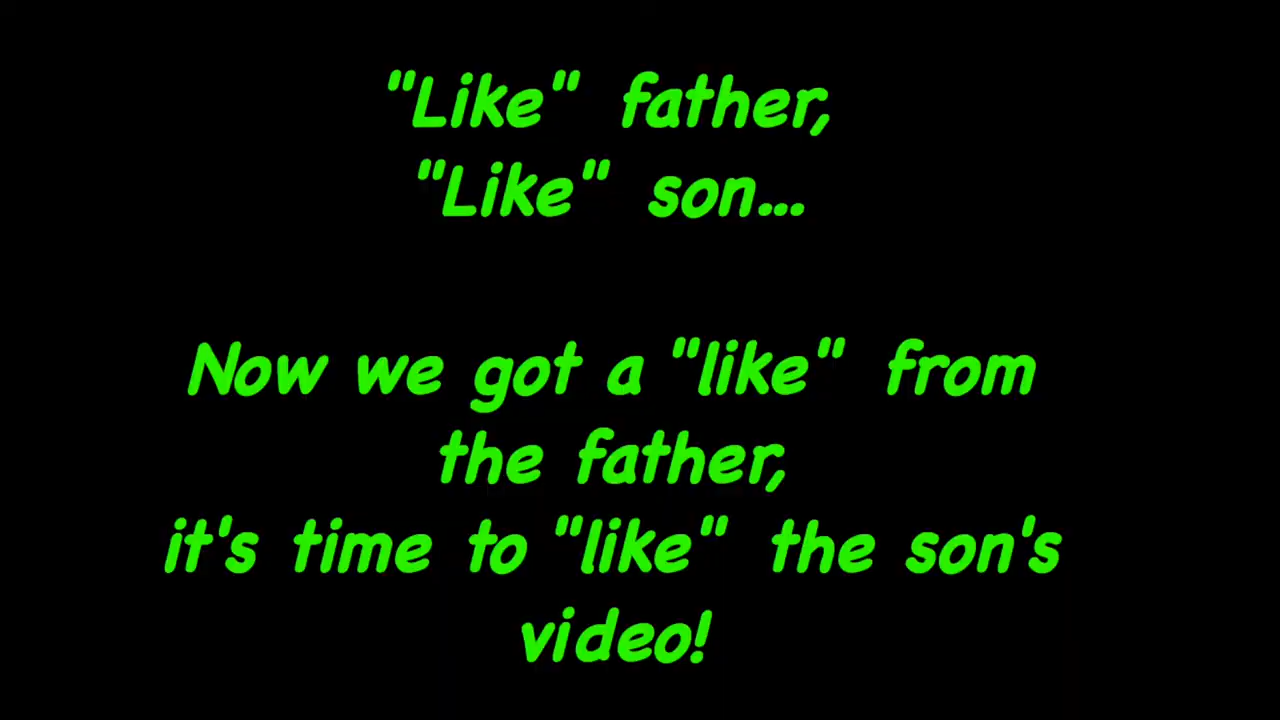 "Like" father,
"Like" son...
Now we got a "like" from
the father,
it's time to "like" the son's
video!